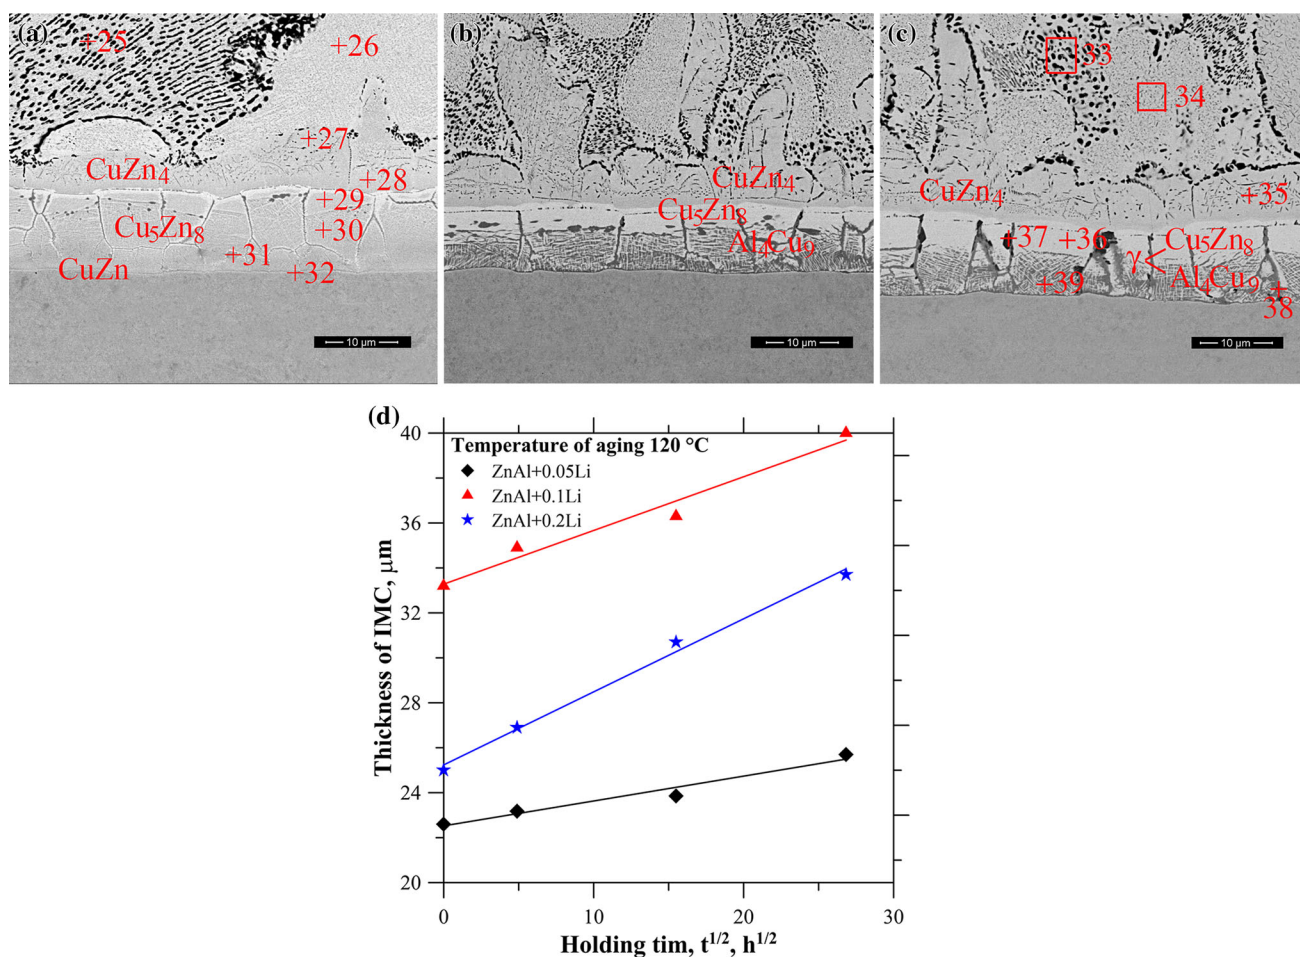 (a)
+25
+26
+27
CuZn4
+28
+29
Cu5Zn8
+30
+31
CuZn
+32
10 µm
(b)
CuZn4
Cu5Zn8
Al4Cu9
10 µm
(c)
33
34
CuZn4
+35
+37 +36
Cu5Zn8
γ <
Al4Cu9
+39
+
38
10 µm
(d)
40
36
32
28
24
20
Thickness of IMC, µm
Temperature of aging 120 °C
ZnAl+0.05Li
ZnAl+0.1Li
ZnAl+0.2Li
0 10 20 30
Holding tim, t^1/2, h^1/2